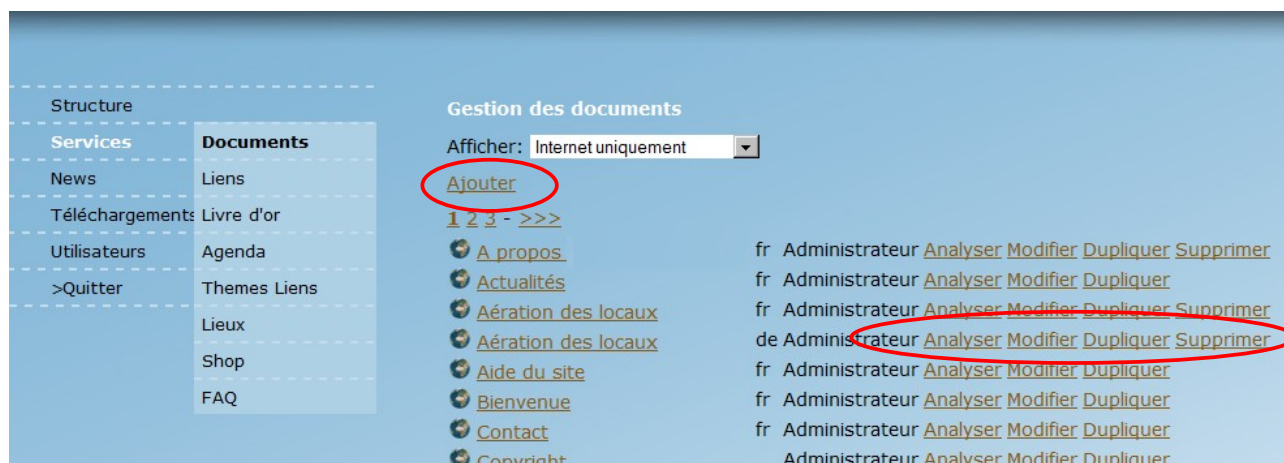 Structure
Services
News
Téléchargements
Utilisateurs
>Quitter
Documents
Liens
Livre d'or
Agenda
Themes Liens
Lieux
Shop
FAQ
Gestion des documents
Afficher: Internet uniquement
Ajouter
1 2 3 - >>>
A propos fr Administrateur Analyser Modifier Dupliquer Supprimer
Actualités fr Administrateur Analyser Modifier Dupliquer
Aération des locaux fr Administrateur Analyser Modifier Dupliquer Supprimer
Aération des locaux de Administrateur Analyser Modifier Dupliquer Supprimer
Aide du site fr Administrateur Analyser Modifier Dupliquer
Bienvenue fr Administrateur Analyser Modifier Dupliquer
Contact fr Administrateur Analyser Modifier Dupliquer
Copyright Administrateur Analyser Modifier Dupliquer